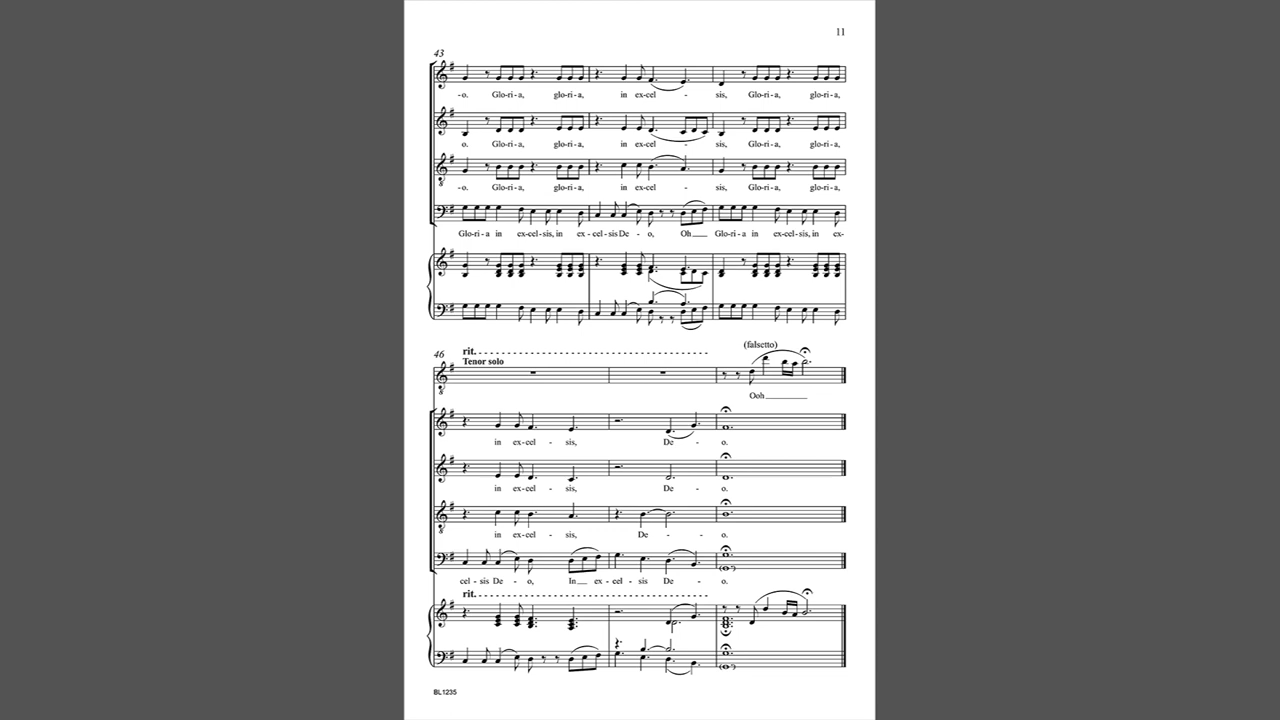 11
43
-o. Glo-ri-a, glo-ri-a, in ex-cel - sis, Glo-ri-a, glo-ri-a,
o. Glo-ri-a, glo-ri-a, in ex-cel - sis, Glo-ri-a, glo-ri-a,
-o. Glo-ri-a, glo-ri-a, in ex-cel - sis, Glo-ri-a, glo-ri-a,
8
Glo-ri-a in ex-cel-sis, in ex-cel-sis De - o, Oh Glo-ri-a in ex-cel-sis, in ex-
46
rit.
(falsetto)
Tenor solo
8
Ooh
in ex-cel - sis, De - o.
in ex-cel - sis, De - o.
8
in ex-cel - sis, De - - o.
cel-sis De - o, In ex-cel - sis De - o.
rit.
BL1235